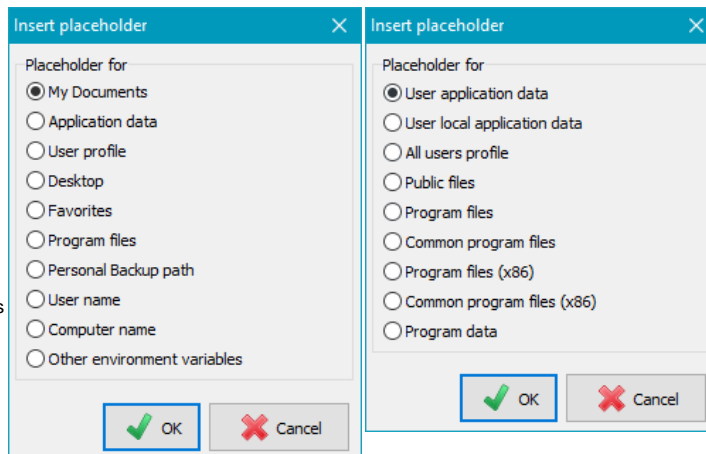 Insert placeholder
Placeholder for
My Documents
Application data
User profile
Desktop
Favorites
Program files
Personal Backup path
User name
Computer name
Other environment variables
OK
Cancel
s
Insert placeholder
Placeholder for
User application data
User local application data
All users profile
Public files
Program files
Common program files
Program files (x86)
Common program files (x86)
Program data
OK
Cancel